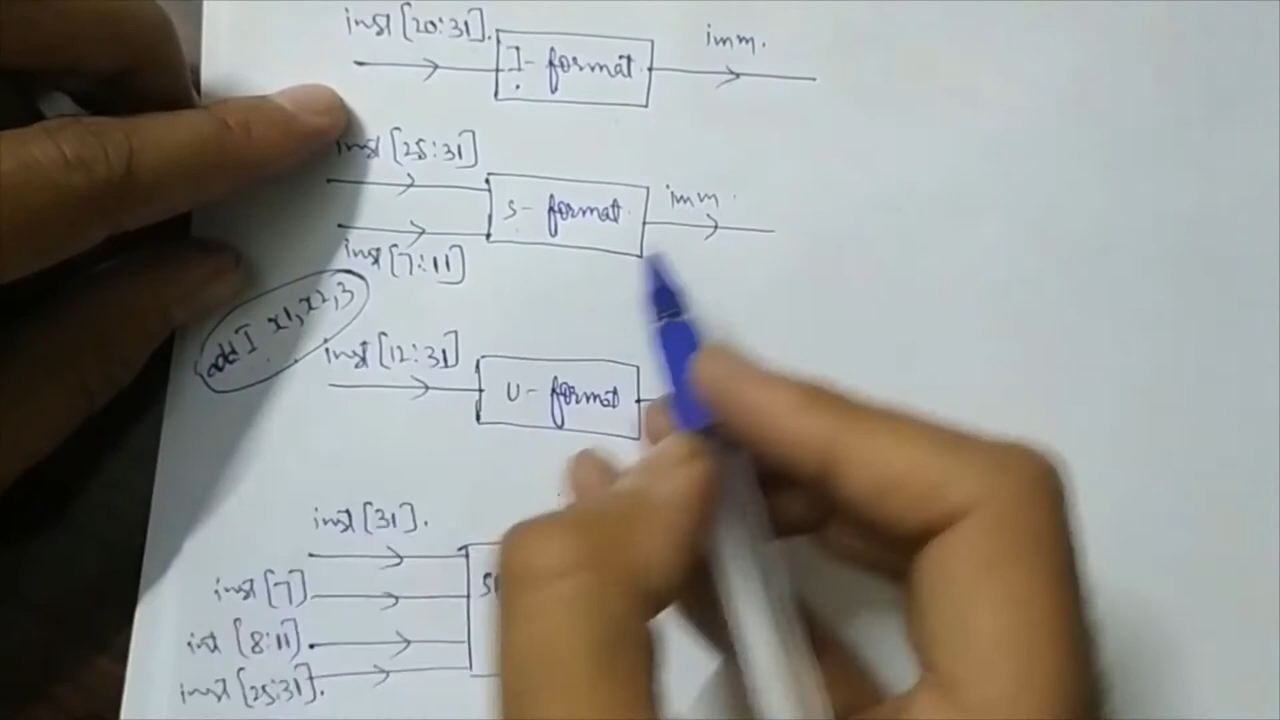 inst [20:31].
I- format.
imm.
inst [25:31]
S- format.
imm.
inst [7:11]
addI x1,x2,3
inst [12:31]
U- format
inst [31].
inst [7]
inst [8:11].
inst [25:31].